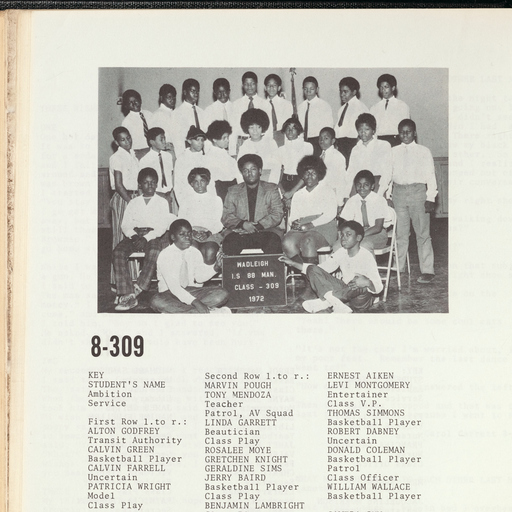 WADLEIGH
I.S 88 MAN.
CLASS - 309
1972
8-309
KEY
STUDENT'S NAME
Ambition
Service
First Row l.to r.:
ALTON GODFREY
Transit Authority
CALVIN GREEN
Basketball Player
CALVIN FARRELL
Uncertain
PATRICIA WRIGHT
Model
Class Play
Second Row l.to r.:
MARVIN POUGH
TONY MENDOZA
Teacher
Patrol, AV Squad
LINDA GARRETT
Beautician
Class Play
ROSALEE MOYE
GRETCHEN KNIGHT
GERALDINE SIMS
JERRY BAIRD
Basketball Player
Class Play
BENJAMIN LAMBRIGHT
ERNEST AIKEN
LEVI MONTGOMERY
Entertainer
Class V.P.
THOMAS SIMMONS
Basketball Player
ROBERT DABNEY
Uncertain
DONALD COLEMAN
Basketball Player
Patrol
Class Officer
WILLIAM WALLACE
Basketball Player